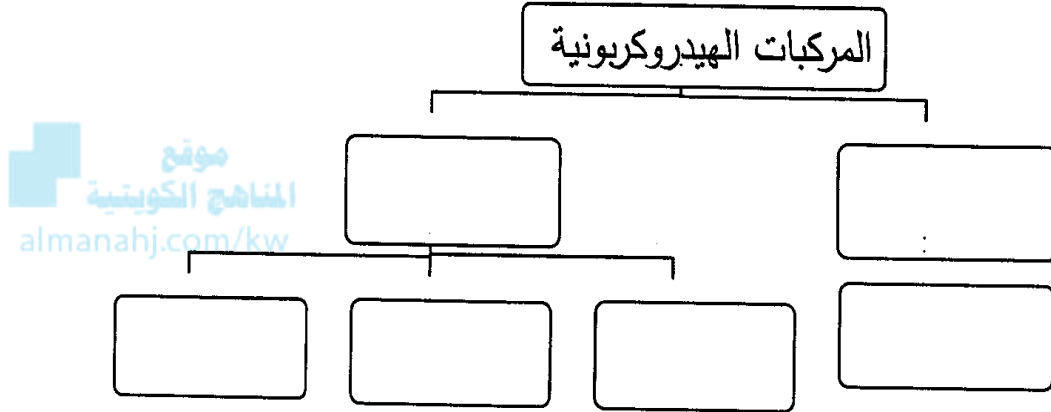 المركبات الهيدروكربونية
موقع
المناهج الكويتية
almanahj.com/kw